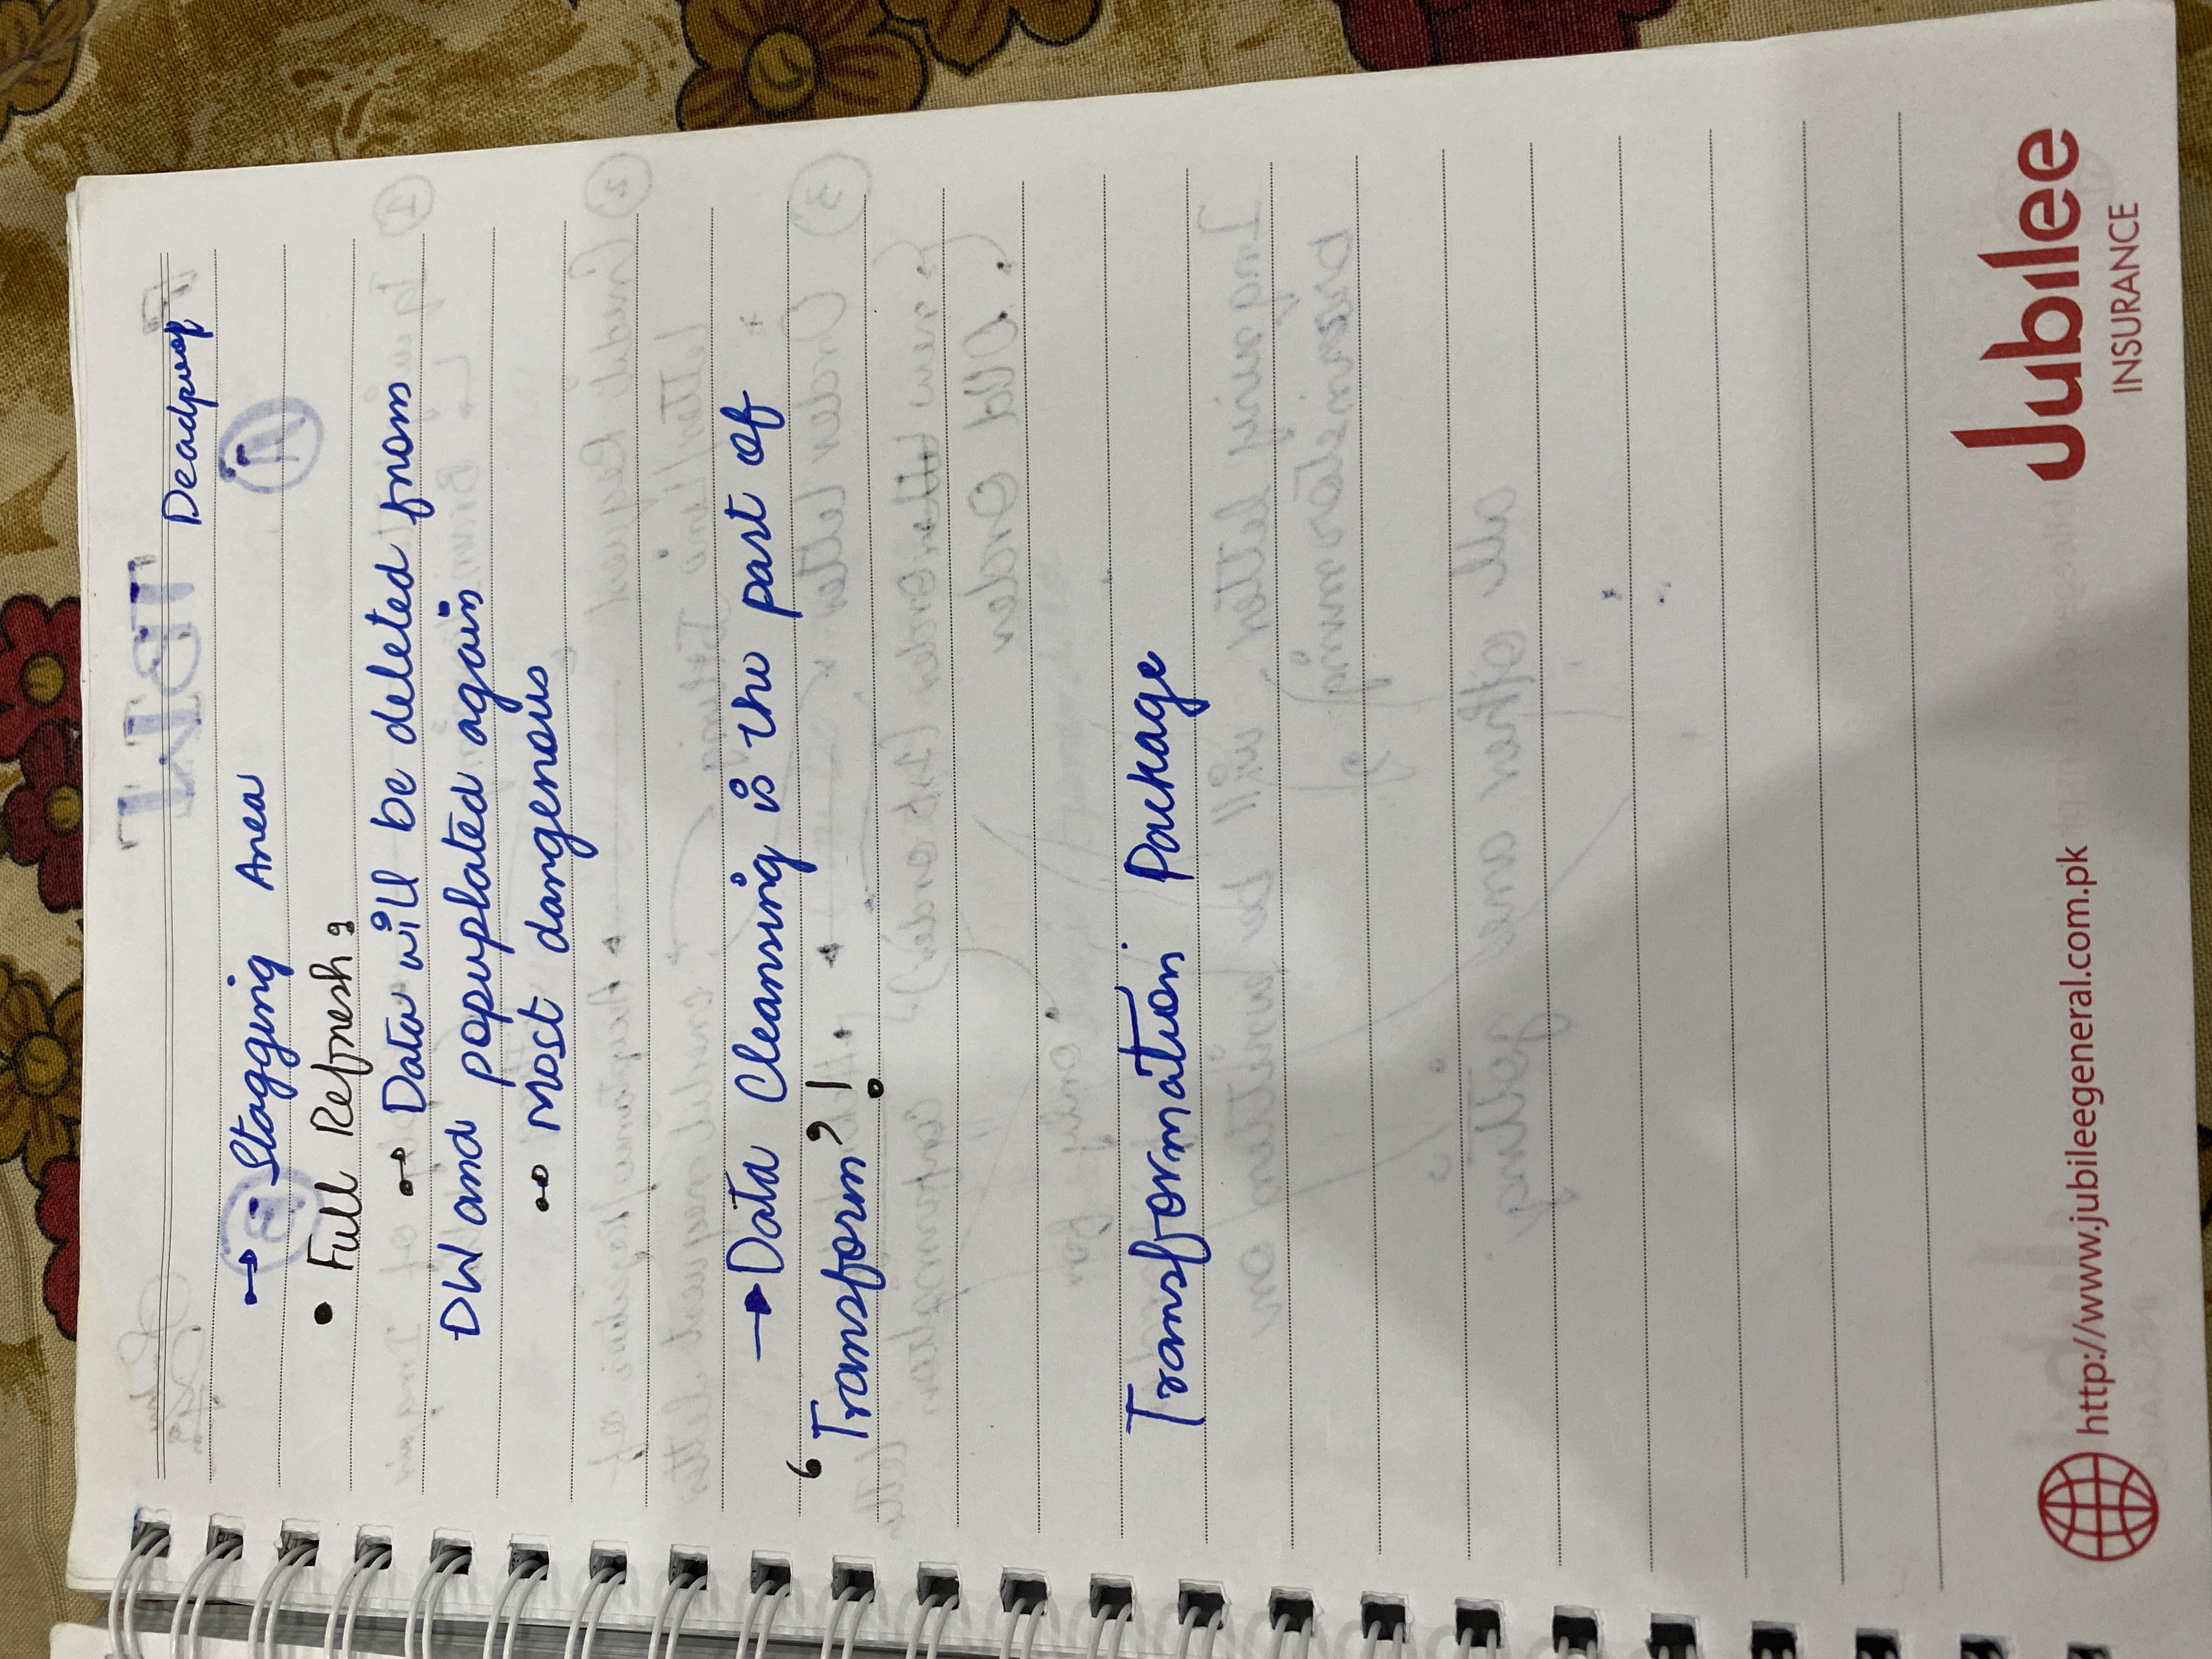 Deadproof
→ - Stagging Area
• Full Refresh :
→ Data will be deleted from
DW and popuplated again
→ Most dangerous
→ Data Cleansing is the part of
‘Transform’ !
Transformation Package
http://www.jubileegeneral.com.pk
Jubilee
INSURANCE